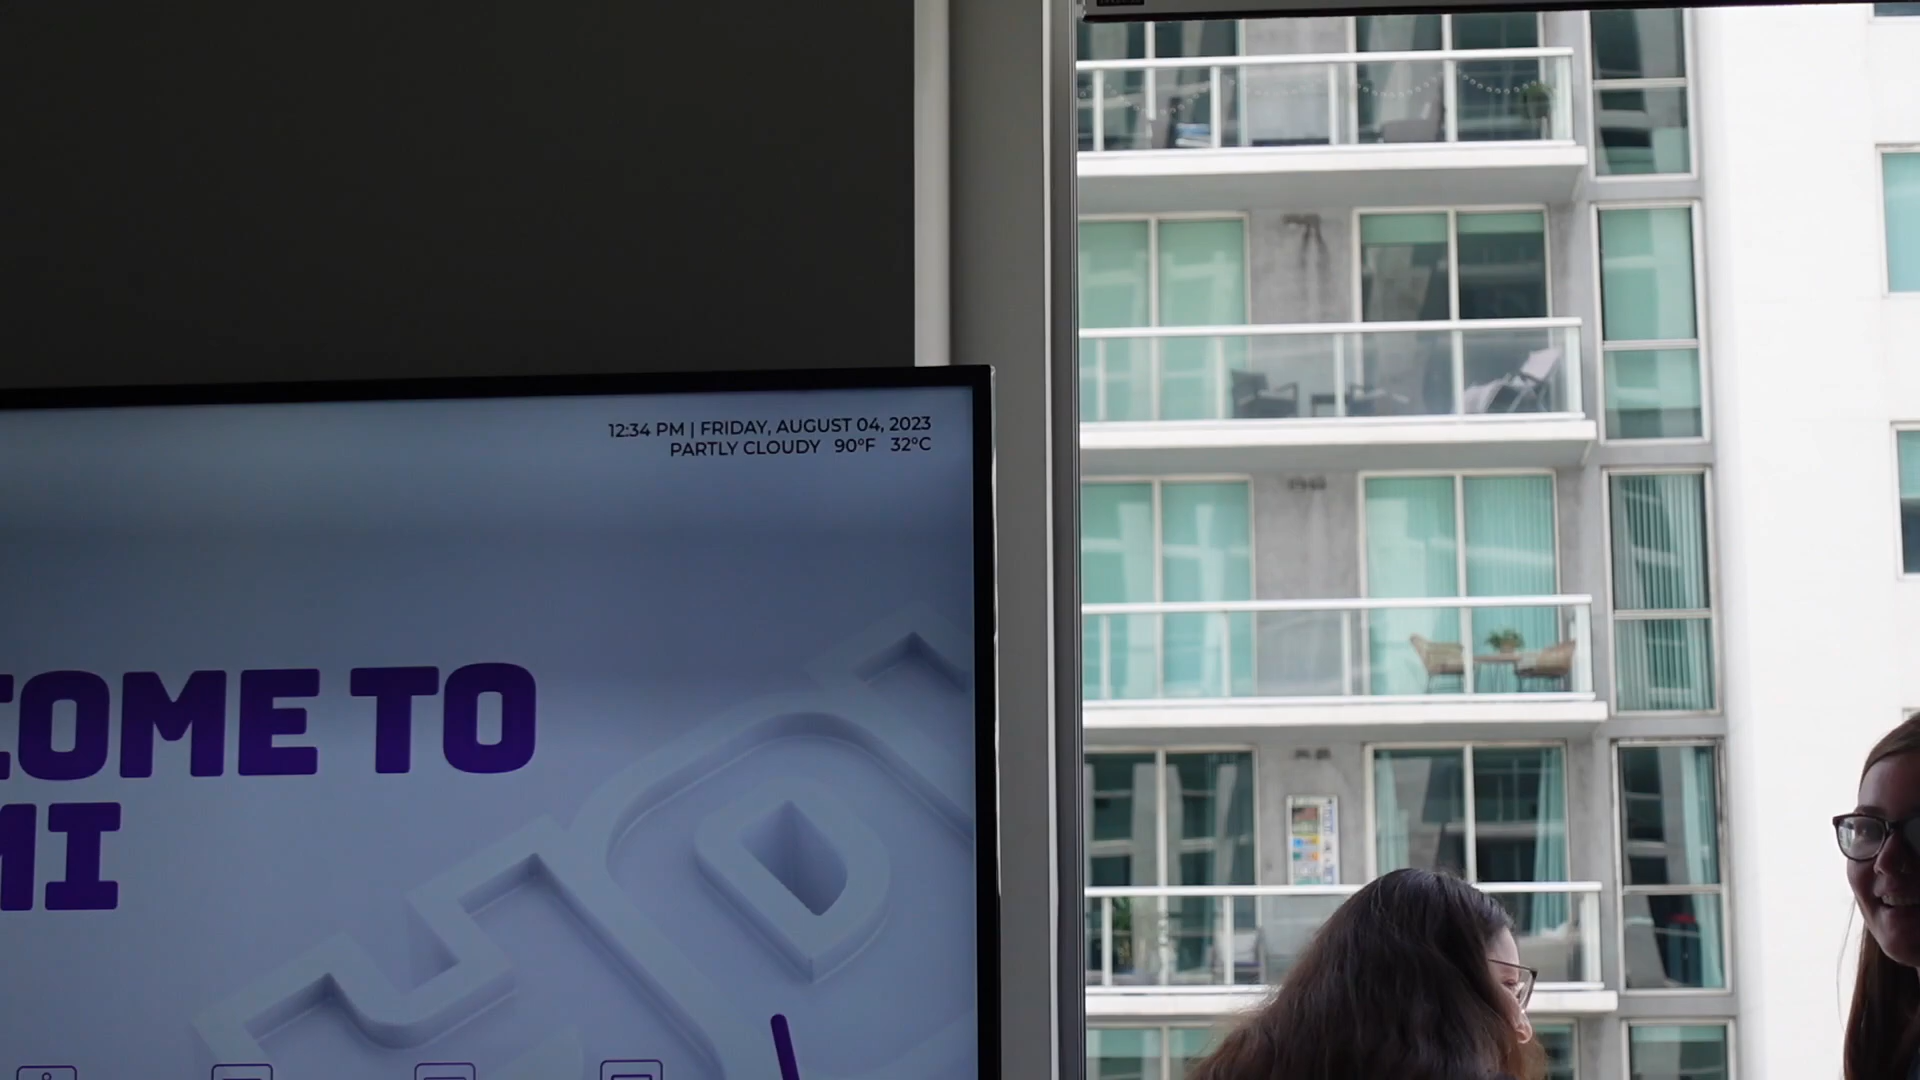 12:34 PM | FRIDAY, AUGUST 04, 2023
PARTLY CLOUDY 90°F 32°C
COME TO
MI